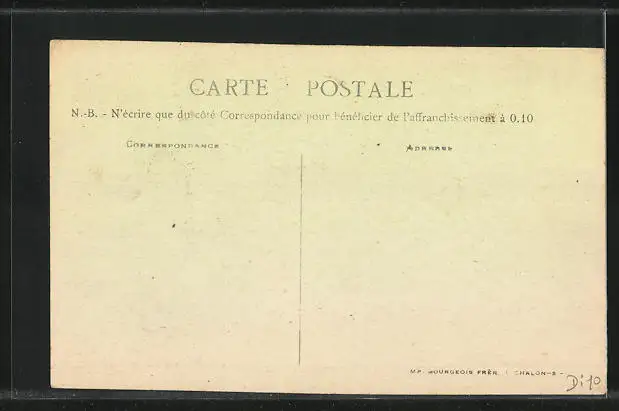 CARTE POSTALE
N.-B. - N'écrire que du côté Correspondance pour bénéficier de l'affranchissement à 0.10
CORRESPONDANCE
ADRESSE
IMP. BOURGEOIS FRÈR. CHALON-S-
Di 10